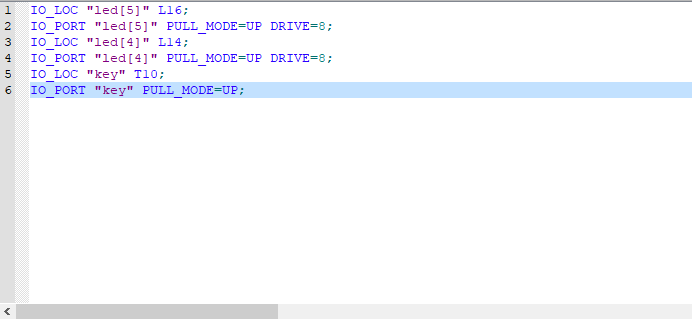 1 IO_LOC "led[5]" L16;
2 IO_PORT "led[5]" PULL_MODE=UP DRIVE=8;
3 IO_LOC "led[4]" L14;
4 IO_PORT "led[4]" PULL_MODE=UP DRIVE=8;
5 IO_LOC "key" T10;
6 IO_PORT "key" PULL_MODE=UP;